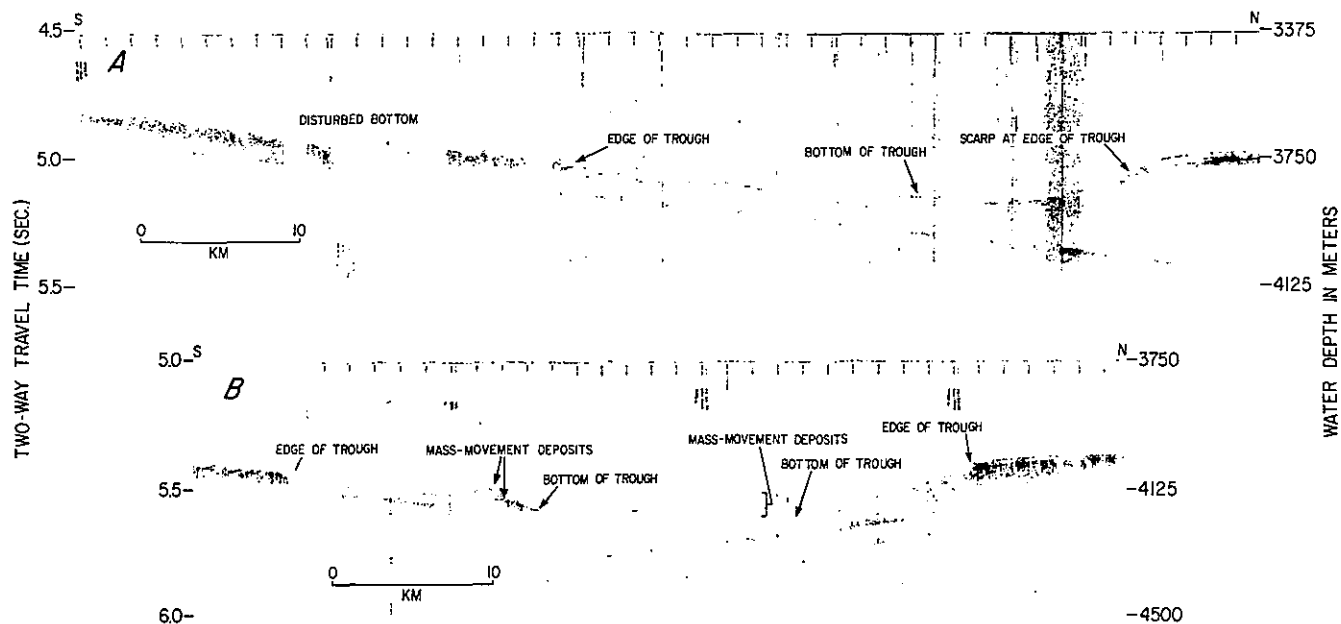 4.5– S N –3375
A
DISTURBED BOTTOM
EDGE OF TROUGH
BOTTOM OF TROUGH
SCARP AT EDGE OF TROUGH
5.0– –3750
0 10
KM
5.5– –4125
TWO-WAY TRAVEL TIME (SEC.)
WATER DEPTH IN METERS
5.0– S N –3750
B
EDGE OF TROUGH
MASS-MOVEMENT DEPOSITS
BOTTOM OF TROUGH
MASS-MOVEMENT DEPOSITS
BOTTOM OF TROUGH
EDGE OF TROUGH
5.5– –4125
0 10
KM
6.0– –4500